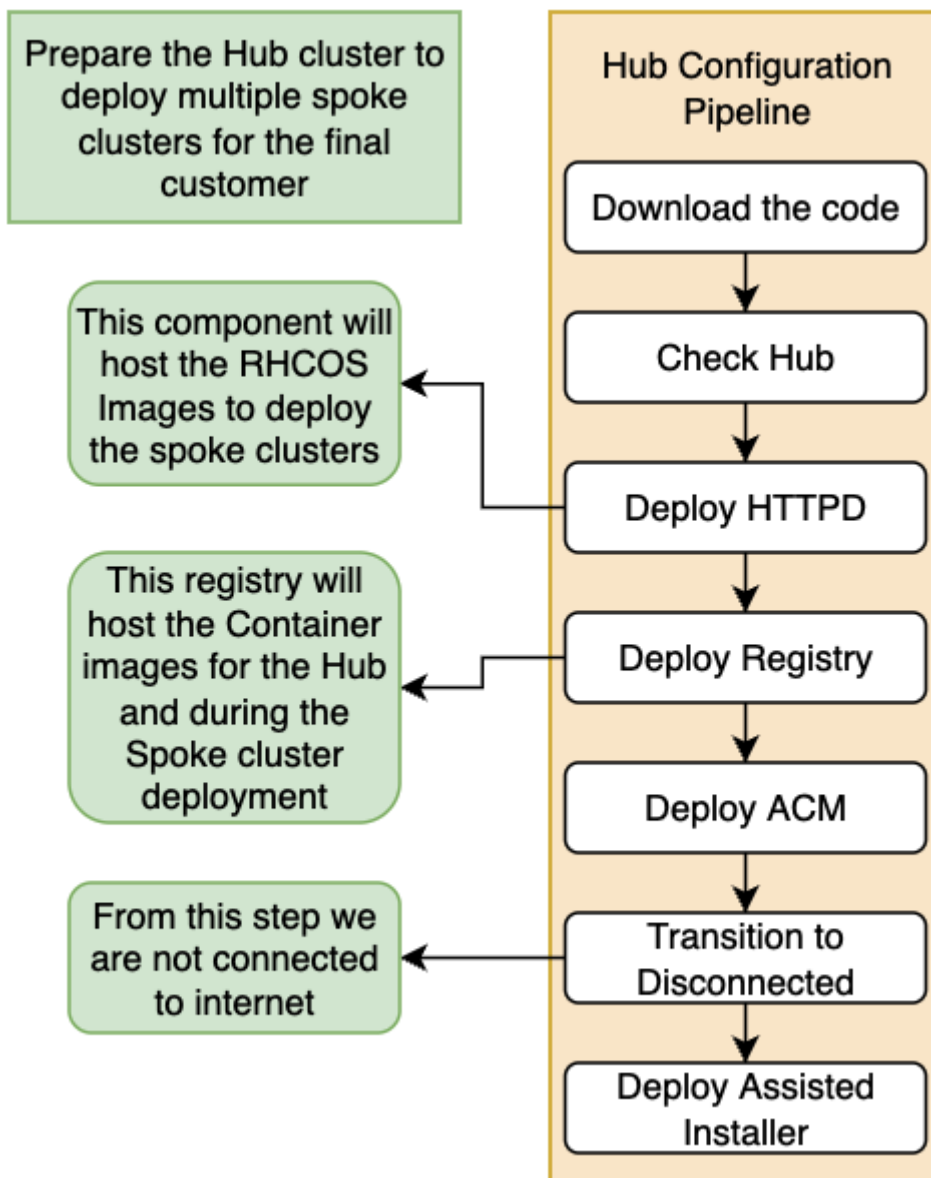 Prepare the Hub cluster to
deploy multiple spoke
clusters for the final
customer
Hub Configuration
Pipeline
Download the code
Check Hub
This component will
host the RHCOS
Images to deploy
the spoke clusters
Deploy HTTPD
This registry will
host the Container
images for the Hub
and during the
Spoke cluster
deployment
Deploy Registry
Deploy ACM
From this step we
are not connected
to internet
Transition to
Disconnected
Deploy Assisted
Installer